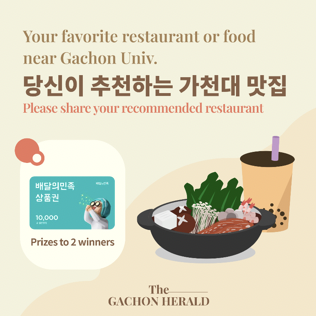 Your favorite restaurant or food
near Gachon Univ.
당신이 추천하는 가천대 맛집
Please share your recommended restaurant
배달의민족
상품권
10,000
Prizes to 2 winners
The
GACHON HERALD